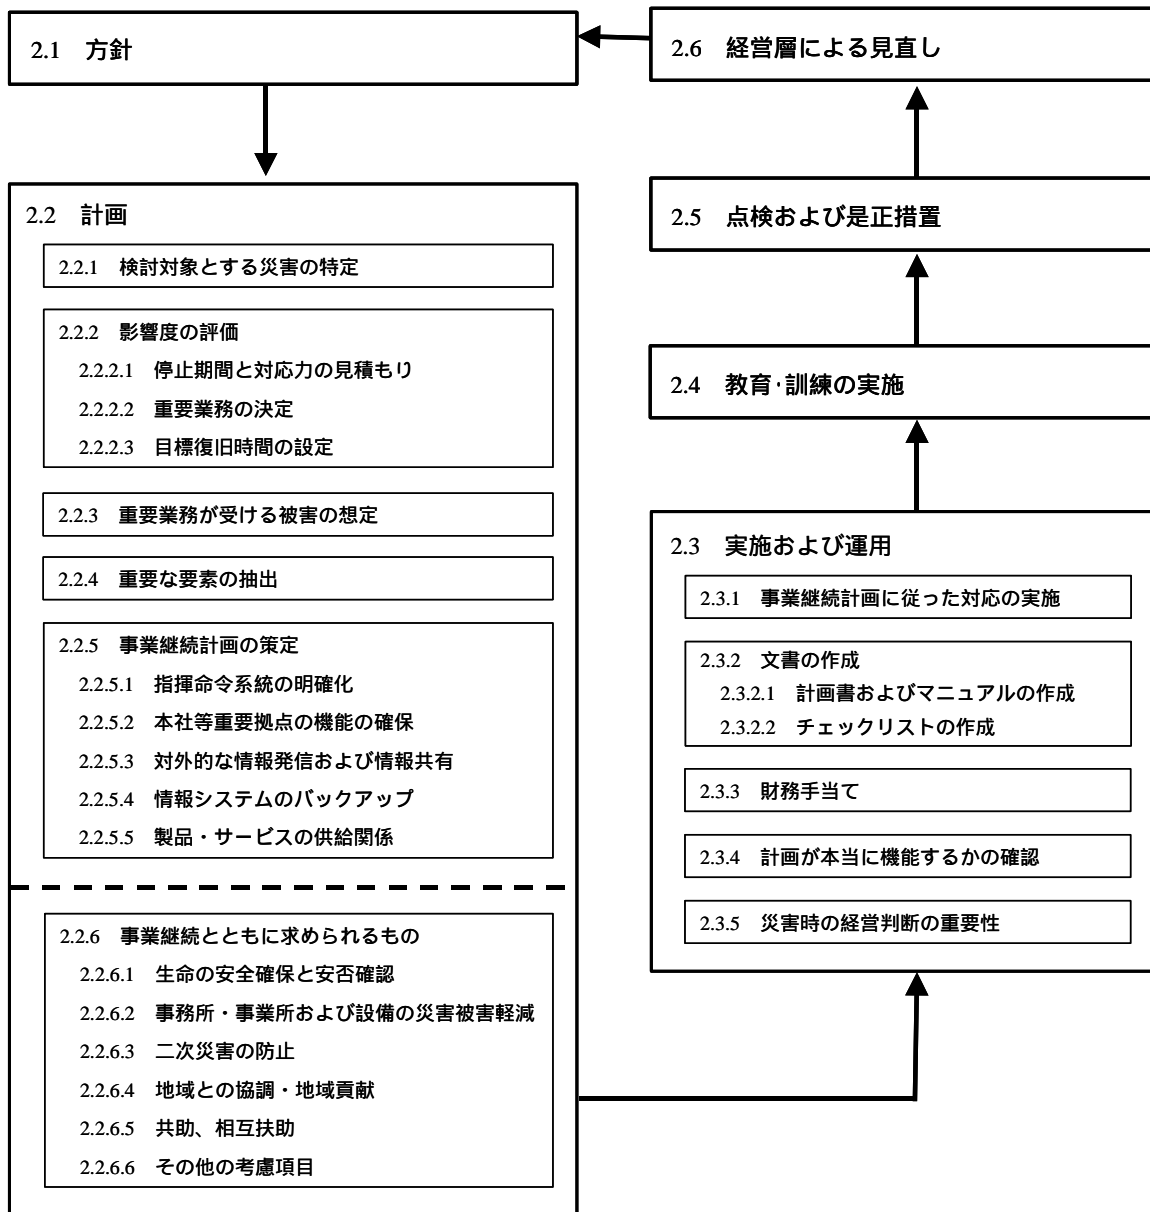 2.1 方針
2.2 計画
2.2.1 検討対象とする災害の特定
2.2.2 影響度の評価
2.2.2.1 停止期間と対応力の見積もり
2.2.2.2 重要業務の決定
2.2.2.3 目標復旧時間の設定
2.2.3 重要業務が受ける被害の想定
2.2.4 重要な要素の抽出
2.2.5 事業継続計画の策定
2.2.5.1 指揮命令系統の明確化
2.2.5.2 本社等重要拠点の機能の確保
2.2.5.3 対外的な情報発信および情報共有
2.2.5.4 情報システムのバックアップ
2.2.5.5 製品・サービスの供給関係
2.2.6 事業継続とともに求められるもの
2.2.6.1 生命の安全確保と安否確認
2.2.6.2 事務所・事業所および設備の災害被害軽減
2.2.6.3 二次災害の防止
2.2.6.4 地域との協調・地域貢献
2.2.6.5 共助、相互扶助
2.2.6.6 その他の考慮項目
2.3 実施および運用
2.3.1 事業継続計画に従った対応の実施
2.3.2 文書の作成
2.3.2.1 計画書およびマニュアルの作成
2.3.2.2 チェックリストの作成
2.3.3 財務手当て
2.3.4 計画が本当に機能するかの確認
2.3.5 災害時の経営判断の重要性
2.4 教育・訓練の実施
2.5 点検および是正措置
2.6 経営層による見直し